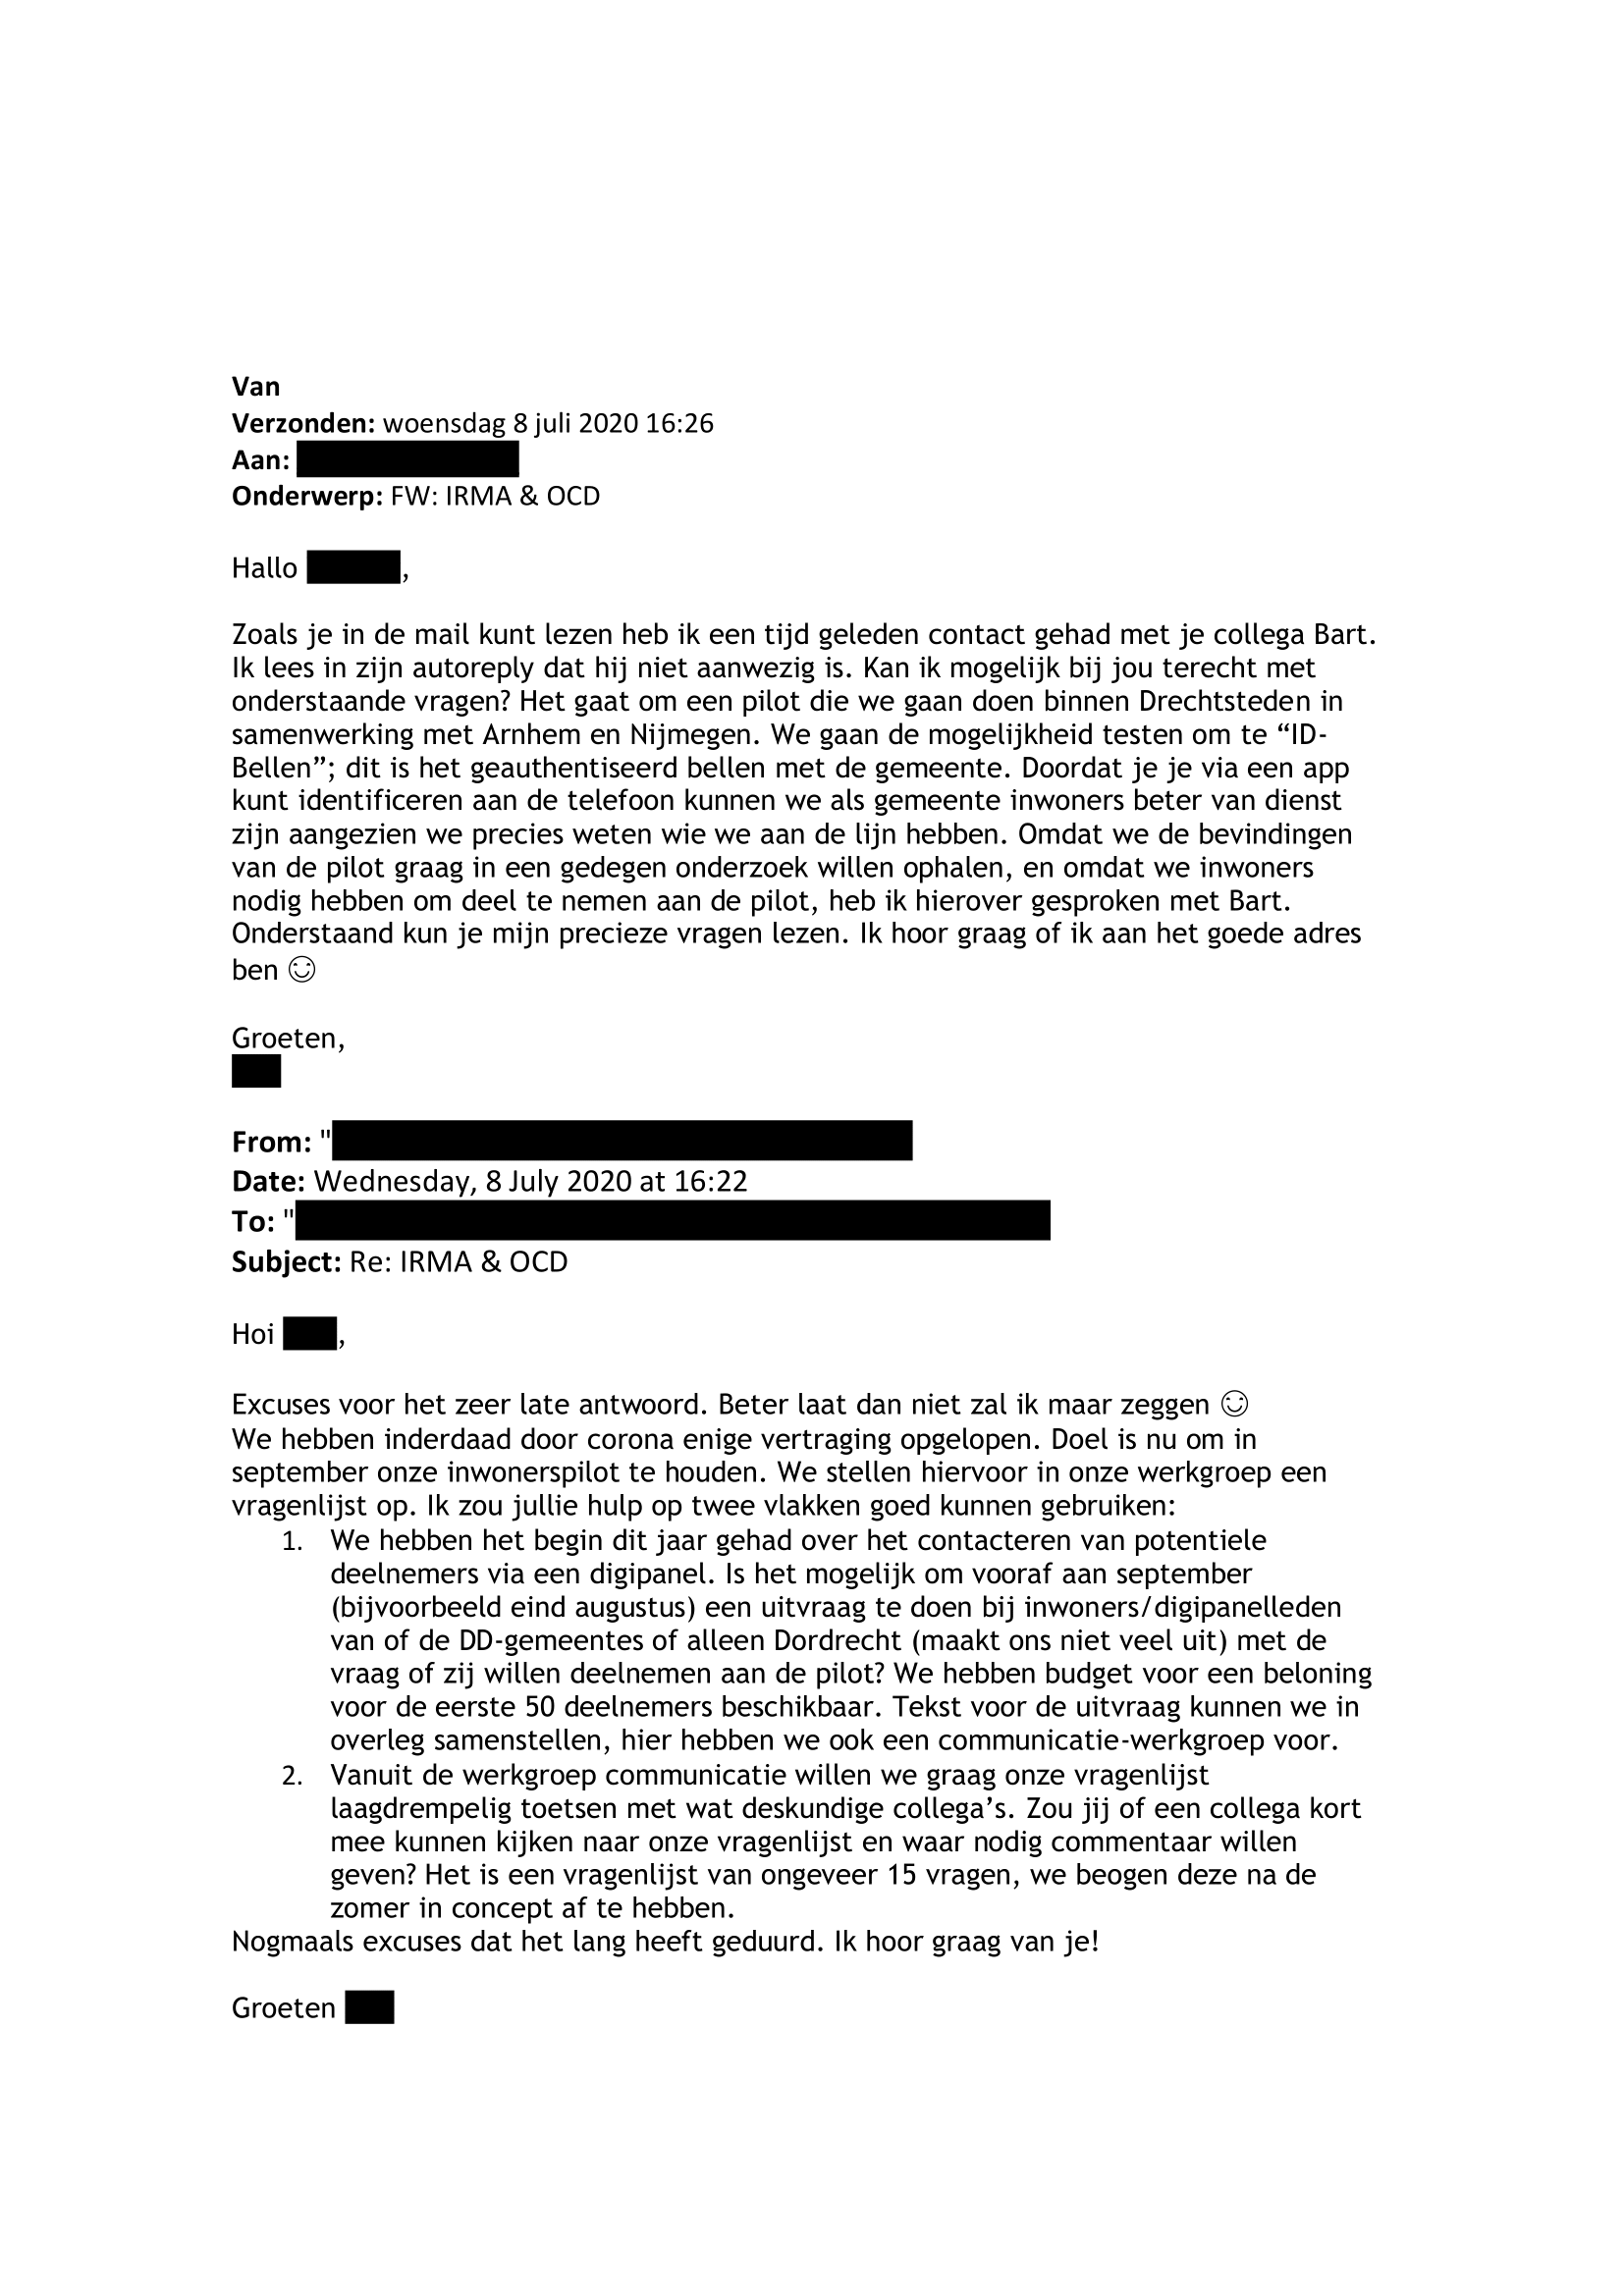 Van
Verzonden: woensdag 8 juli 2020 16:26
Aan:
Onderwerp: FW: IRMA & OCD
Hallo ,
Zoals je in de mail kunt lezen heb ik een tijd geleden contact gehad met je collega Bart.
Ik lees in zijn autoreply dat hij niet aanwezig is. Kan ik mogelijk bij jou terecht met
onderstaande vragen? Het gaat om een pilot die we gaan doen binnen Drechtsteden in
samenwerking met Arnhem en Nijmegen. We gaan de mogelijkheid testen om te “ID-
Bellen”; dit is het geauthentiseerd bellen met de gemeente. Doordat je je via een app
kunt identificeren aan de telefoon kunnen we als gemeente inwoners beter van dienst
zijn aangezien we precies weten wie we aan de lijn hebben. Omdat we de bevindingen
van de pilot graag in een gedegen onderzoek willen ophalen, en omdat we inwoners
nodig hebben om deel te nemen aan de pilot, heb ik hierover gesproken met Bart.
Onderstaand kun je mijn precieze vragen lezen. Ik hoor graag of ik aan het goede adres
ben ☺
Groeten,
From: "
Date: Wednesday, 8 July 2020 at 16:22
To: "
Subject: Re: IRMA & OCD
Hoi ,
Excuses voor het zeer late antwoord. Beter laat dan niet zal ik maar zeggen ☺
We hebben inderdaad door corona enige vertraging opgelopen. Doel is nu om in
september onze inwonerspilot te houden. We stellen hiervoor in onze werkgroep een
vragenlijst op. Ik zou jullie hulp op twee vlakken goed kunnen gebruiken:
1. We hebben het begin dit jaar gehad over het contacteren van potentiele
deelnemers via een digipanel. Is het mogelijk om vooraf aan september
(bijvoorbeeld eind augustus) een uitvraag te doen bij inwoners/digipanelleden
van of de DD-gemeentes of alleen Dordrecht (maakt ons niet veel uit) met de
vraag of zij willen deelnemen aan de pilot? We hebben budget voor een beloning
voor de eerste 50 deelnemers beschikbaar. Tekst voor de uitvraag kunnen we in
overleg samenstellen, hier hebben we ook een communicatie-werkgroep voor.
2. Vanuit de werkgroep communicatie willen we graag onze vragenlijst
laagdrempelig toetsen met wat deskundige collega’s. Zou jij of een collega kort
mee kunnen kijken naar onze vragenlijst en waar nodig commentaar willen
geven? Het is een vragenlijst van ongeveer 15 vragen, we beogen deze na de
zomer in concept af te hebben.
Nogmaals excuses dat het lang heeft geduurd. Ik hoor graag van je!
Groeten